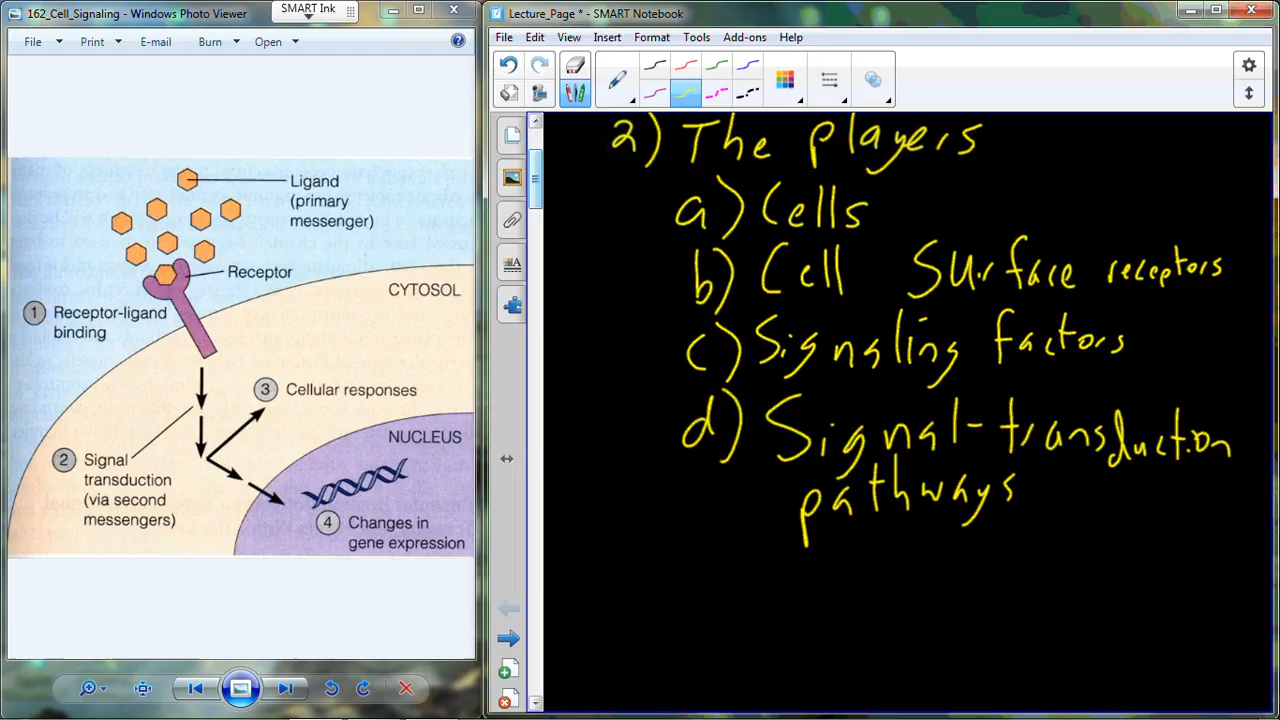 162_Cell_Signaling - Windows Photo Viewer
SMART Ink
File Print E-mail Burn Open
Ligand
(primary
messenger)
Receptor
CYTOSOL
1 Receptor-ligand
binding
3 Cellular responses
NUCLEUS
2 Signal
transduction
(via second
messengers)
4 Changes in
gene expression
Lecture_Page * - SMART Notebook
File Edit View Insert Format Tools Add-ons Help
2) The players
a) Cells
b) Cell Surface receptors
c) Signaling factors
d) Signal-transduction
pathways